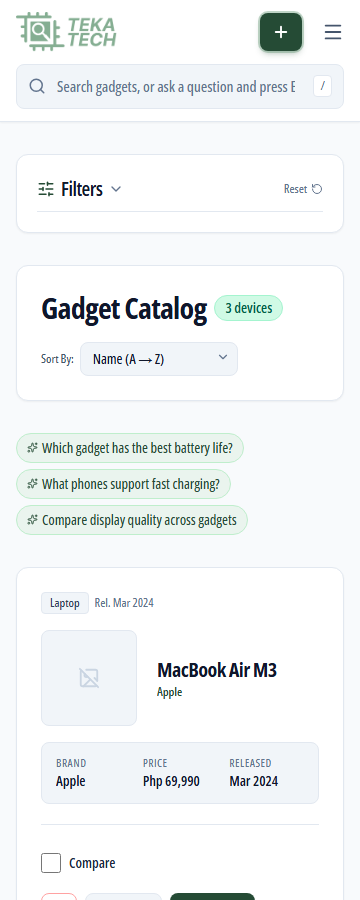 TEKA
TECH
+
Search gadgets, or ask a question and press E
/
Filters
Reset
Gadget Catalog
3 devices
Sort By:
Name (A → Z)
Which gadget has the best battery life?
What phones support fast charging?
Compare display quality across gadgets
Laptop
Rel. Mar 2024
MacBook Air M3
Apple
BRAND PRICE RELEASED
Apple Php 69,990 Mar 2024
Compare